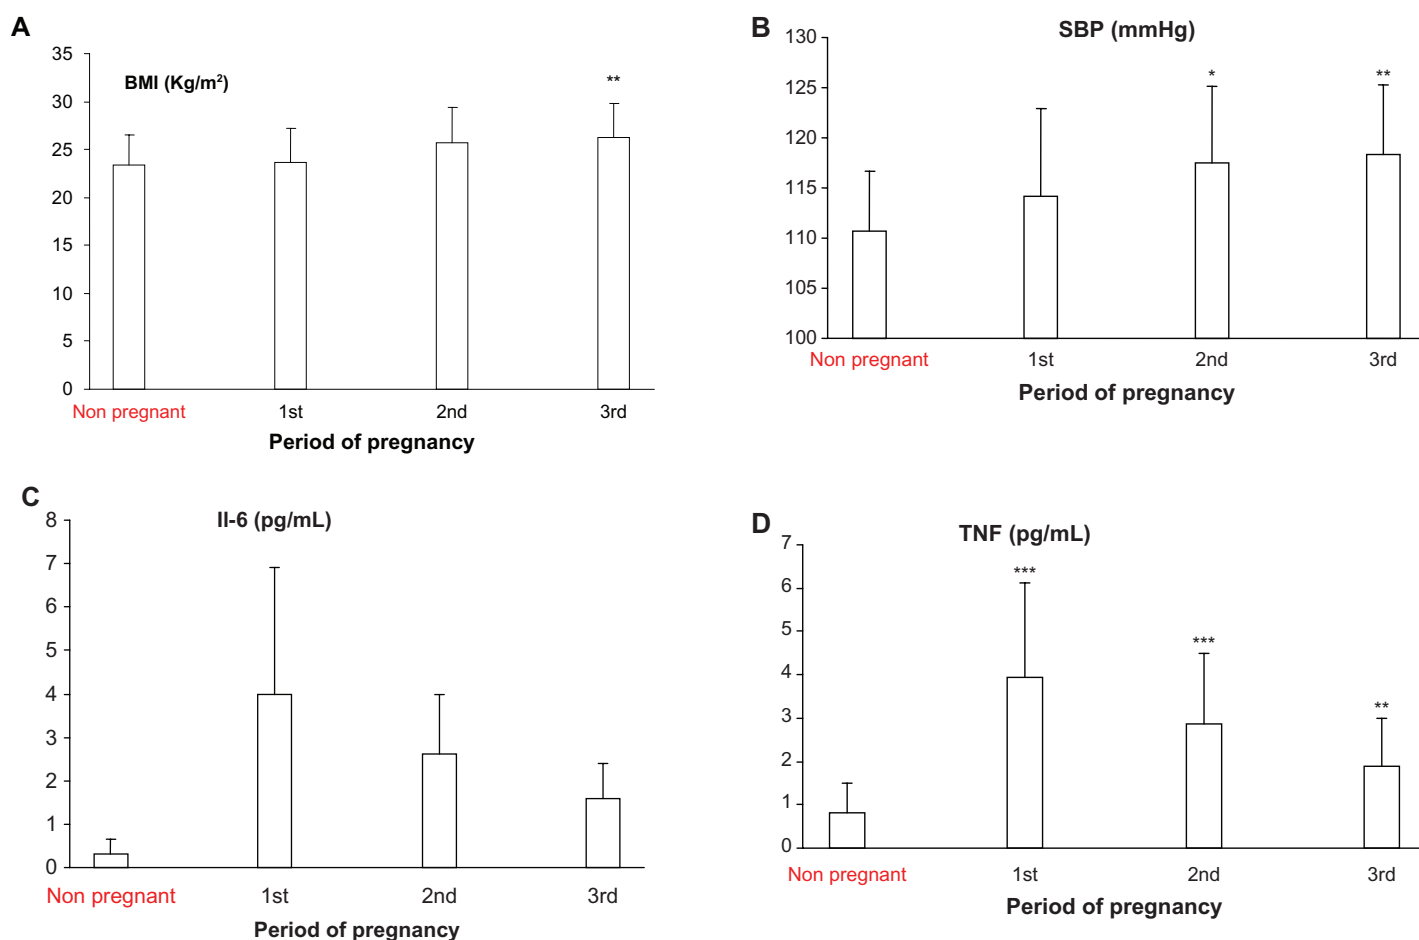 A
BMI (Kg/m²)
35
30
25
20
15
10
5
0
**
Non pregnant 1st 2nd 3rd
Period of pregnancy
B
SBP (mmHg)
130
125
120
115
110
105
100
* **
Non pregnant 1st 2nd 3rd
Period of pregnancy
C
Il-6 (pg/mL)
8
7
6
5
4
3
2
1
0
Non pregnant 1st 2nd 3rd
Period of pregnancy
D
TNF (pg/mL)
7
6
5
4
3
2
1
0
*** *** **
Non pregnant 1st 2nd 3rd
Period of pregnancy